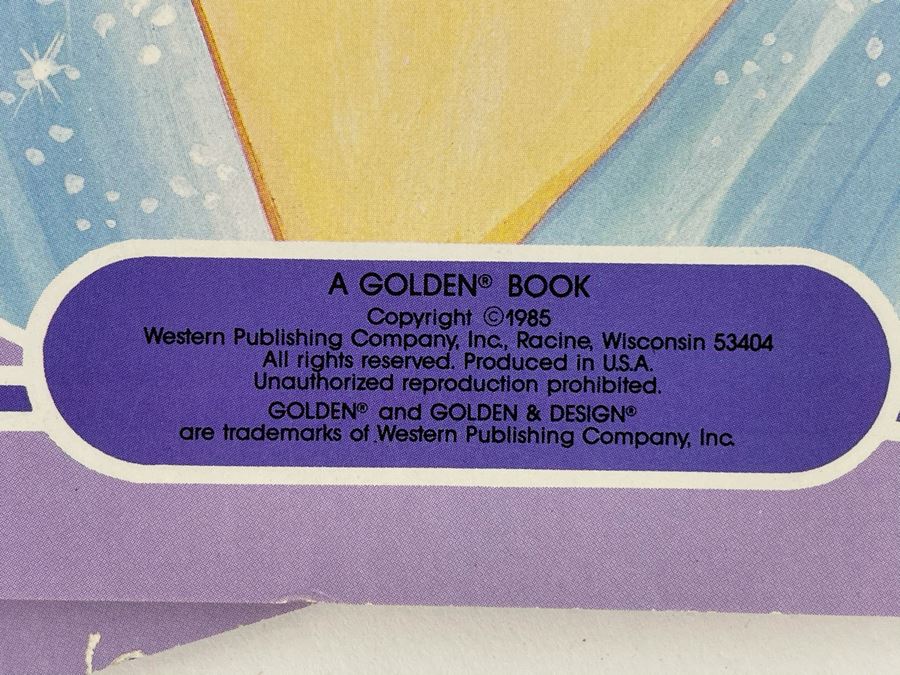 A GOLDEN® BOOK
Copyright ©1985
Western Publishing Company, Inc., Racine, Wisconsin 53404
All rights reserved. Produced in U.S.A.
Unauthorized reproduction prohibited.
GOLDEN® and GOLDEN & DESIGN®
are trademarks of Western Publishing Company, Inc.